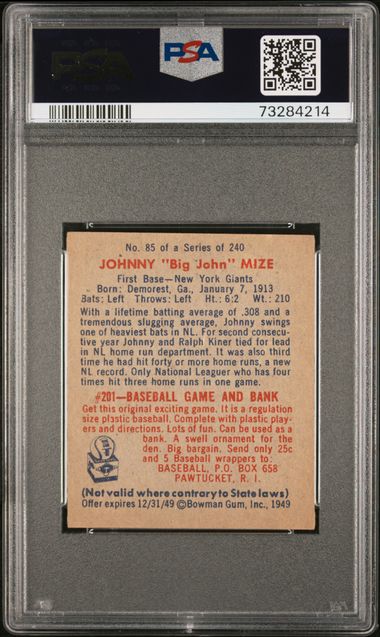 PSA
PSA
73284214
No. 85 of a Series of 240
JOHNNY "Big John" MIZE
First Base—New York Giants
Born: Demorest, Ga., January 7, 1913
Bats: Left Throws: Left Ht.: 6:2 Wt.: 210
With a lifetime batting average of .308 and a
tremendous slugging average, Johnny swings
one of heaviest bats in NL. For second consecu-
tive year Johnny and Ralph Kiner tied for lead
in NL home run department. It was also third
time he had hit forty or more home runs, a new
NL record. Only National Leaguer who has four
times hit three home runs in one game.
#201—BASEBALL GAME AND BANK
Get this original exciting game. It is a regulation
size plastic baseball. Complete with plastic play-
ers and directions. Lots of fun. Can be used as a
bank. A swell ornament for the
den. Big bargain. Send only 25c
and 5 Baseball wrappers to:
BASEBALL, P.O. BOX 658
PAWTUCKET, R. I.
(Not valid where contrary to State laws)
Offer expires 12/31/49 ©Bowman Gum, Inc., 1949